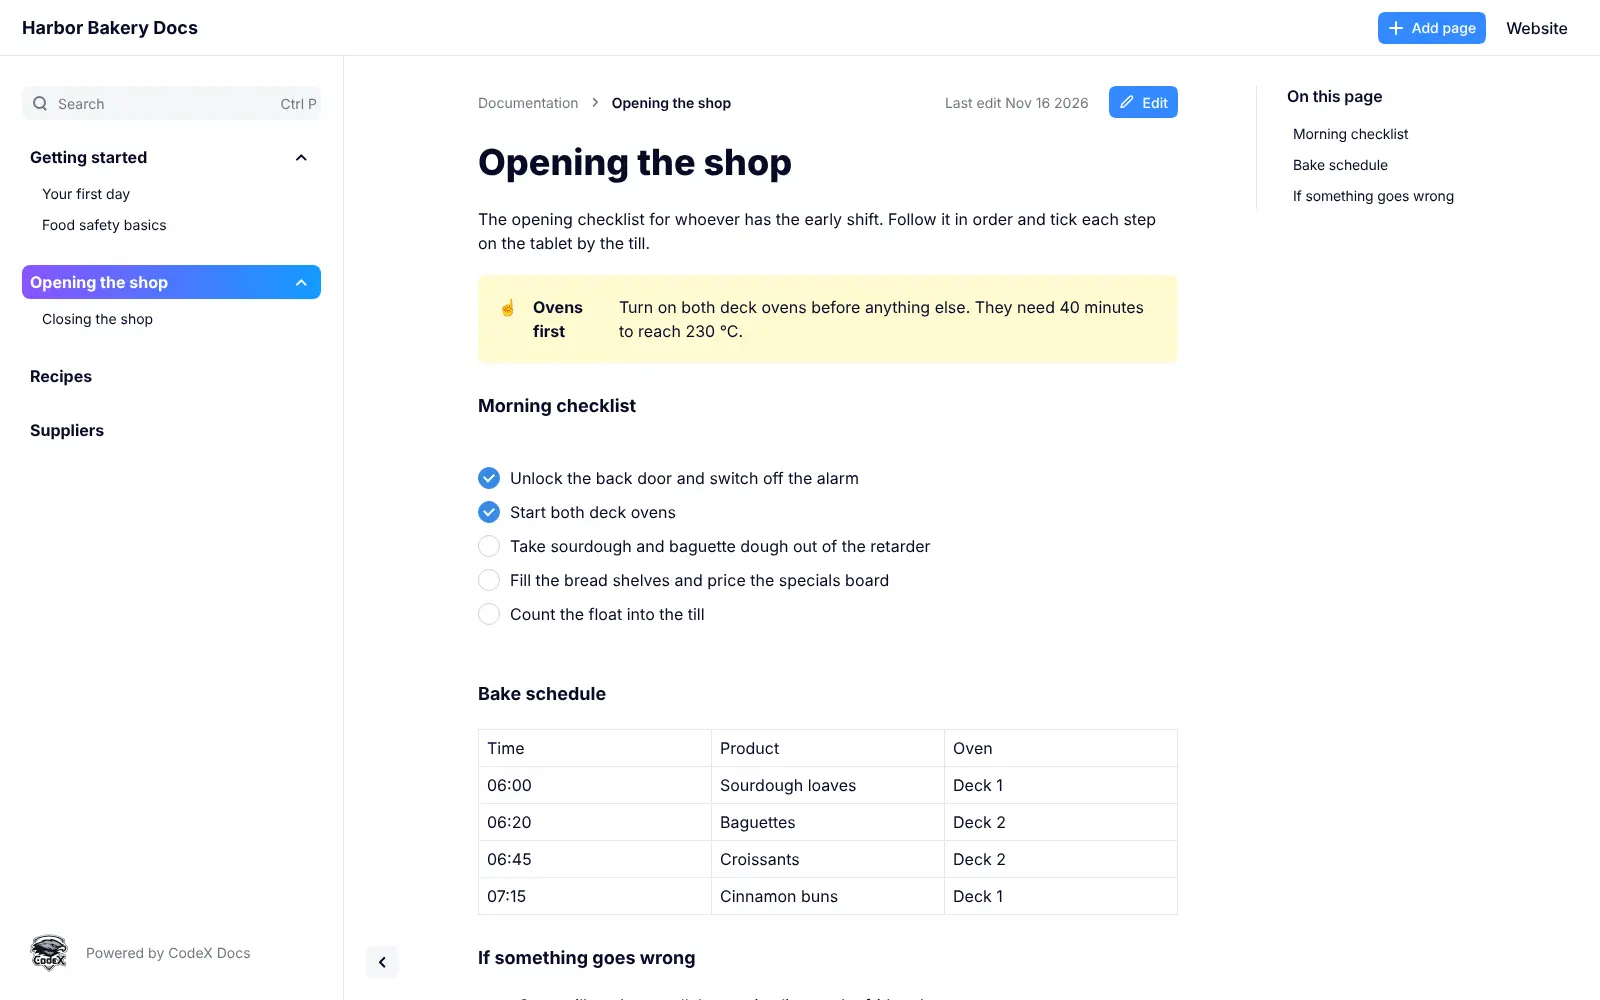 Harbor Bakery Docs
Add page
Website
Search
Ctrl P
Getting started
Your first day
Food safety basics
Opening the shop
Closing the shop
Recipes
Suppliers
Powered by CodeX Docs
CodeX
Documentation
Opening the shop
Last edit Nov 16 2026
Edit
Opening the shop
The opening checklist for whoever has the early shift. Follow it in order and tick each step
on the tablet by the till.
☝️ Ovens
first
Turn on both deck ovens before anything else. They need 40 minutes
to reach 230 °C.
Morning checklist
Unlock the back door and switch off the alarm
Start both deck ovens
Take sourdough and baguette dough out of the retarder
Fill the bread shelves and price the specials board
Count the float into the till
Bake schedule
Time Product Oven
06:00 Sourdough loaves Deck 1
06:20 Baguettes Deck 2
06:45 Croissants Deck 2
07:15 Cinnamon buns Deck 1
If something goes wrong
On this page
Morning checklist
Bake schedule
If something goes wrong